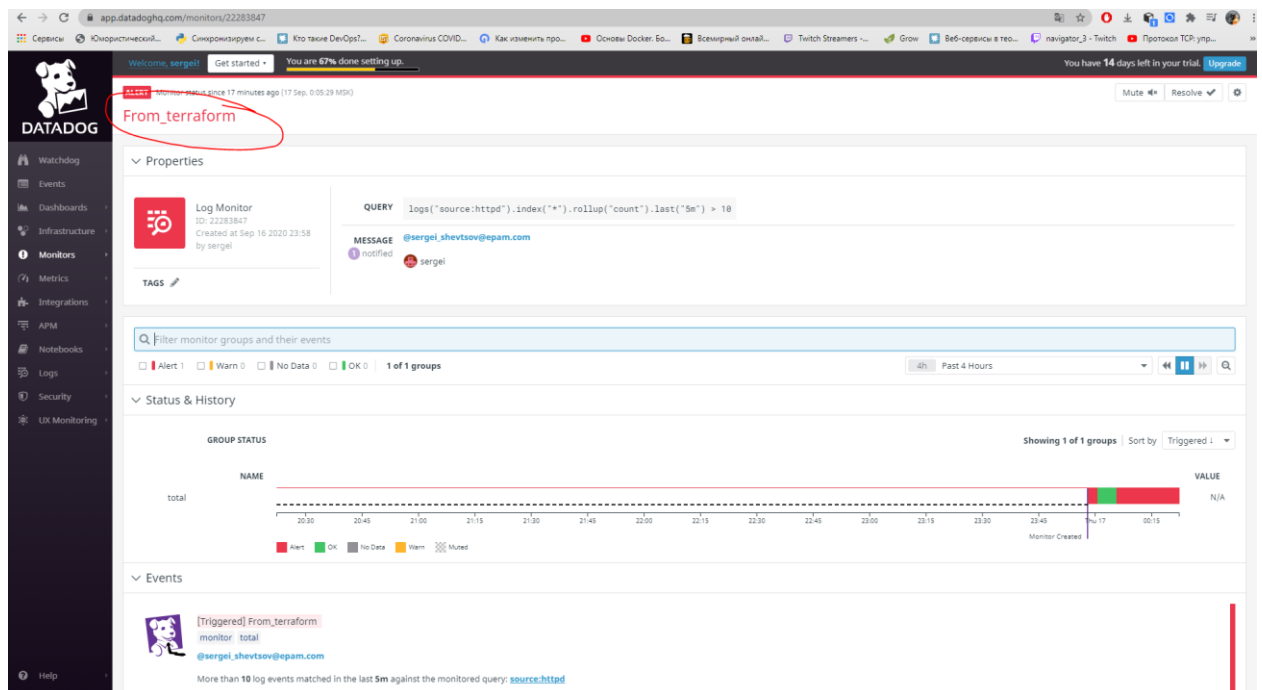 app.datadoghq.com/monitors/22283847
Сервисы Юмористический... Синхронизируем с... Кто такие DevOps?... Coronavirus COVID... Как изменить про... Основы Docker. Бо... Всемирный онлай... Twitch Streamers -... Grow Веб-сервисы в тео... navigator_3 - Twitch Протокол TCP: упр... »
Welcome, sergei! Get started You are 67% done setting up. You have 14 days left in your trial. Upgrade
ALERT Monitor status since 17 minutes ago (17 Sep, 0:05:29 MSK) Mute Resolve
From_terraform
DATADOG
Watchdog
Events
Dashboards
Infrastructure
Monitors
Metrics
Integrations
APM
Notebooks
Logs
Security
UX Monitoring
Help
Properties
Log Monitor
ID: 22283847
Created at Sep 16 2020 23:58
by sergei
TAGS
QUERY logs("source:httpd").index("*").rollup("count").last("5m") > 10
MESSAGE @sergei_shevtsov@epam.com
1 notified
sergei
Filter monitor groups and their events
Alert 1 Warn 0 No Data 0 OK 0 1 of 1 groups 4h Past 4 Hours
Status & History
GROUP STATUS Showing 1 of 1 groups Sort by Triggered ↓
NAME VALUE
total N/A
20:30 20:45 21:00 21:15 21:30 21:45 22:00 22:15 22:30 22:45 23:00 23:15 23:30 23:45 Thu 17 00:15
Monitor Created
Alert OK No Data Warn Muted
Events
[Triggered] From_terraform
monitor total
@sergei_shevtsov@epam.com
More than 10 log events matched in the last 5m against the monitored query: source:httpd